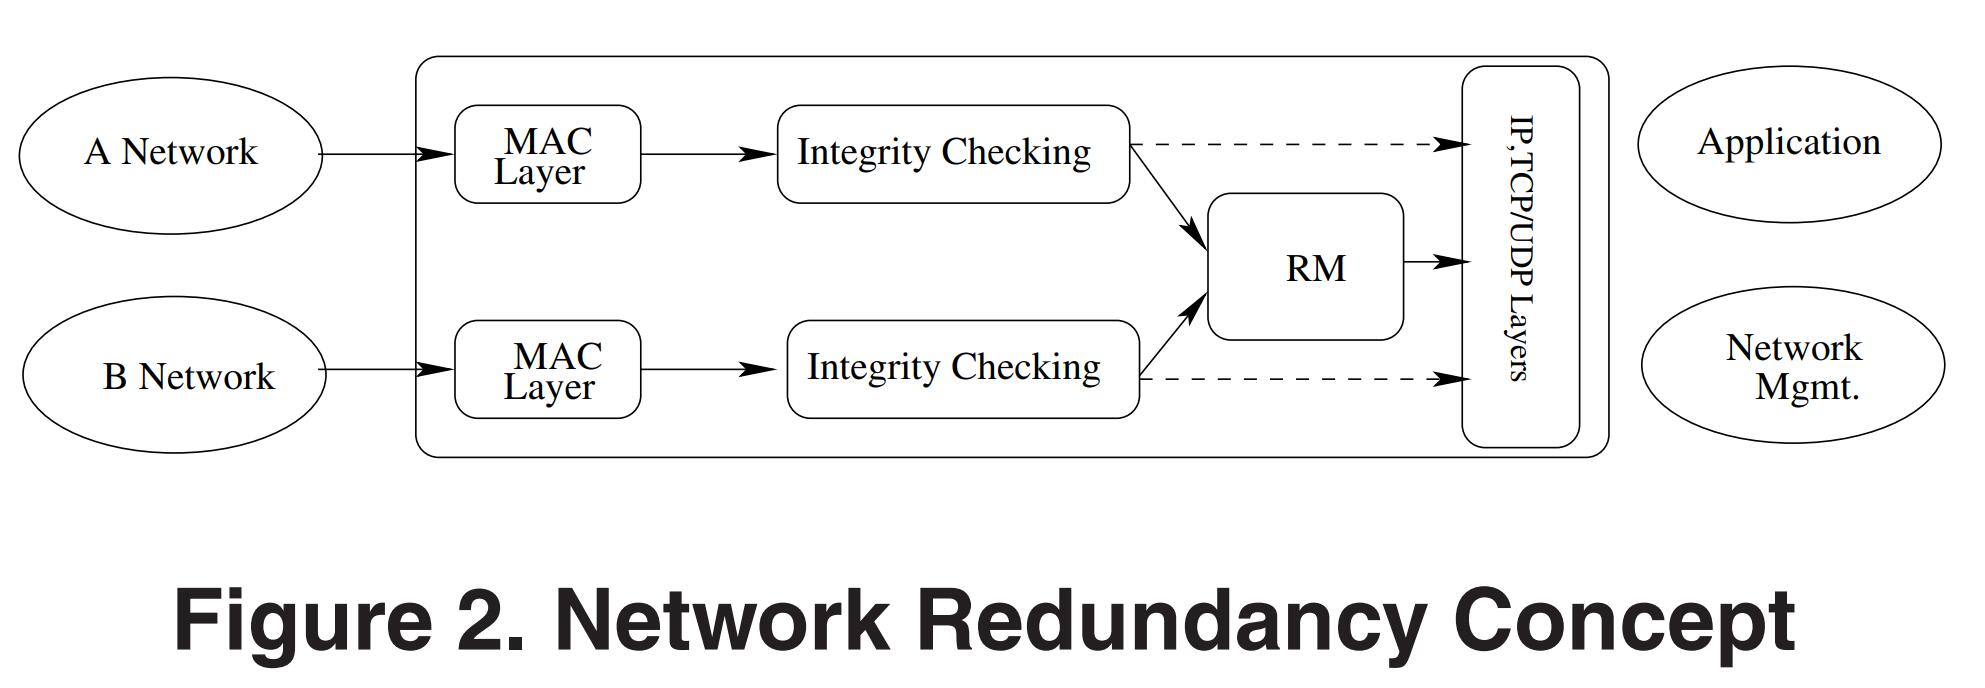 A Network
MAC
Layer
Integrity Checking
IP,TCP/UDP Layers
Application
RM
B Network
MAC
Layer
Integrity Checking
Network
Mgmt.
Figure 2. Network Redundancy Concept